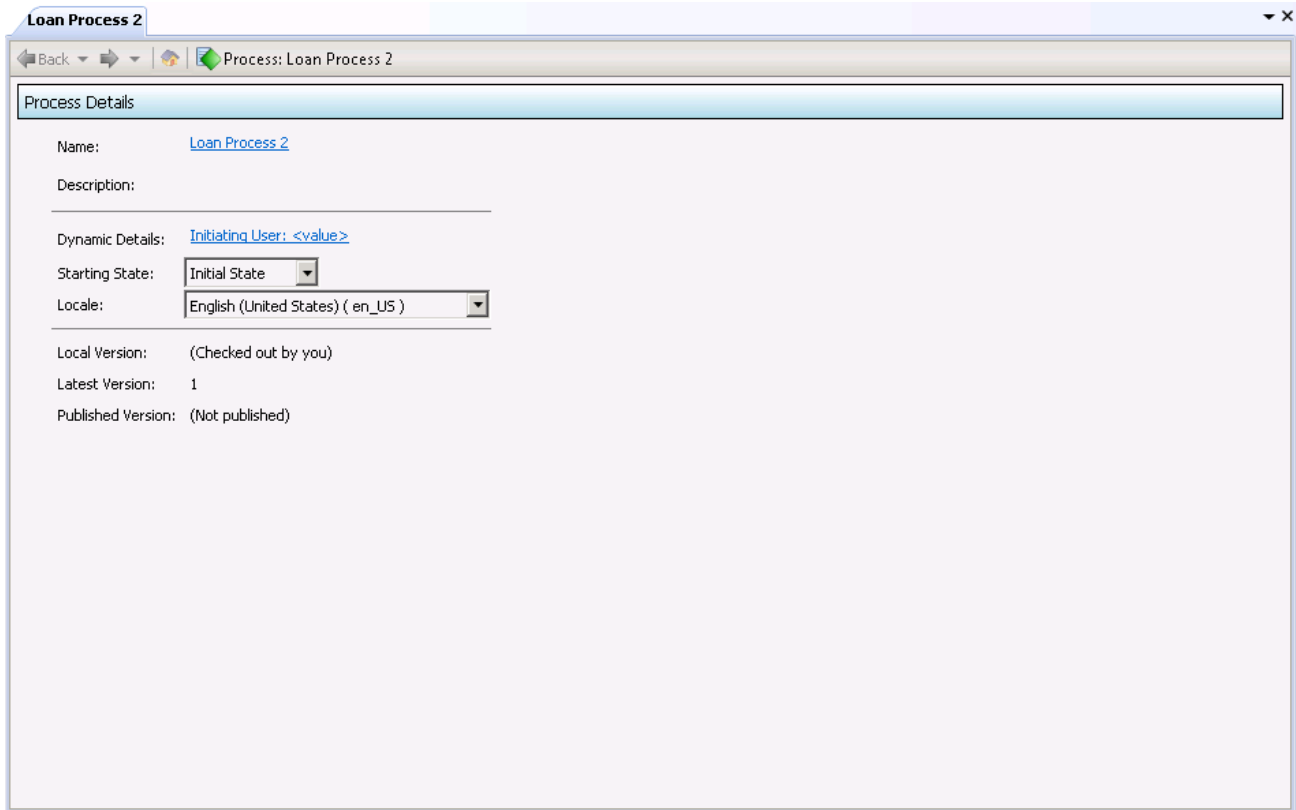 Loan Process 2
Back Process: Loan Process 2
Process Details
Name: Loan Process 2
Description:
Dynamic Details: Initiating User: <value>
Starting State: Initial State
Locale: English (United States) ( en_US )
Local Version: (Checked out by you)
Latest Version: 1
Published Version: (Not published)